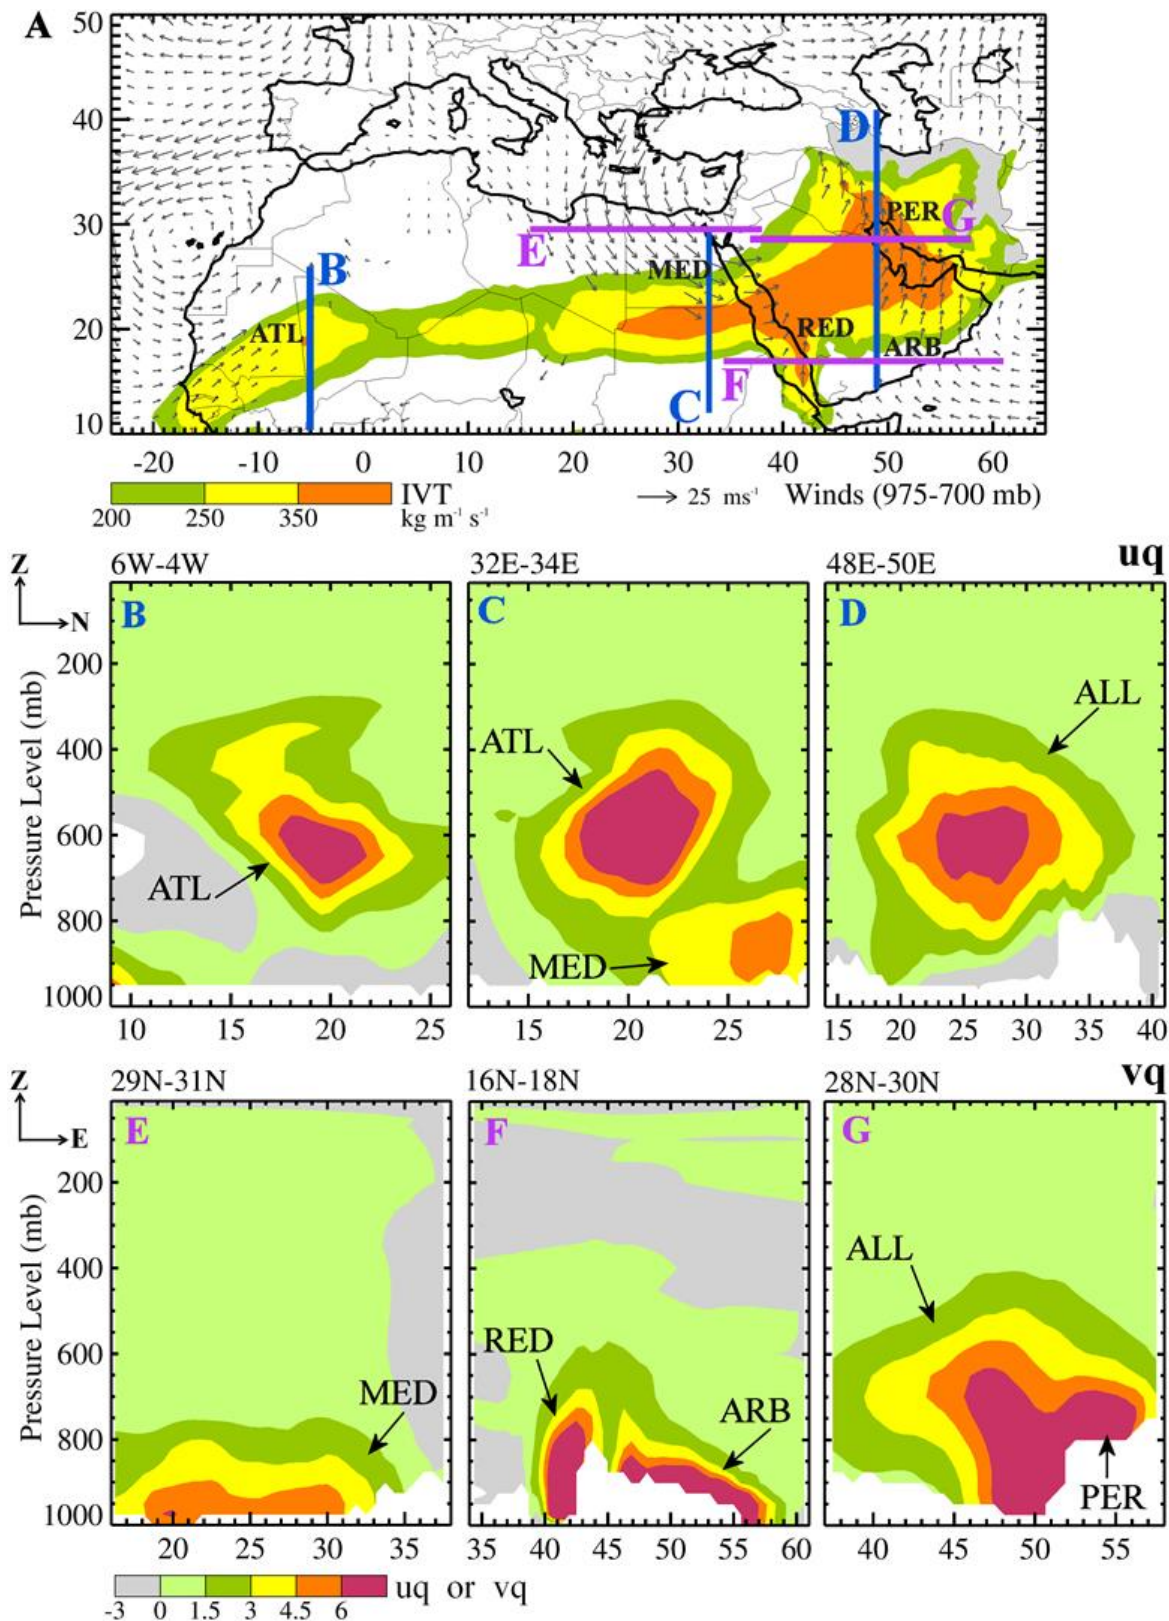 A
50
40
30
20
10
-20 -10 0 10 20 30 40 50 60
B
C
D
E
F
G
ATL
MED
RED
ARB
PER
200 250 350
IVT
kg m⁻¹ s⁻¹
25 ms⁻¹
Winds (975-700 mb)
Z
N
6W-4W
32E-34E
48E-50E
uq
B
C
D
Pressure Level (mb)
200
400
600
800
1000
ATL
ATL
MED
ALL
10 15 20 25
15 20 25
15 20 25 30 35 40
Z
E
29N-31N
16N-18N
28N-30N
vq
E
F
G
Pressure Level (mb)
200
400
600
800
1000
MED
RED
ARB
ALL
PER
20 25 30 35
35 40 45 50 55 60
40 45 50 55
-3 0 1.5 3 4.5 6
uq or vq